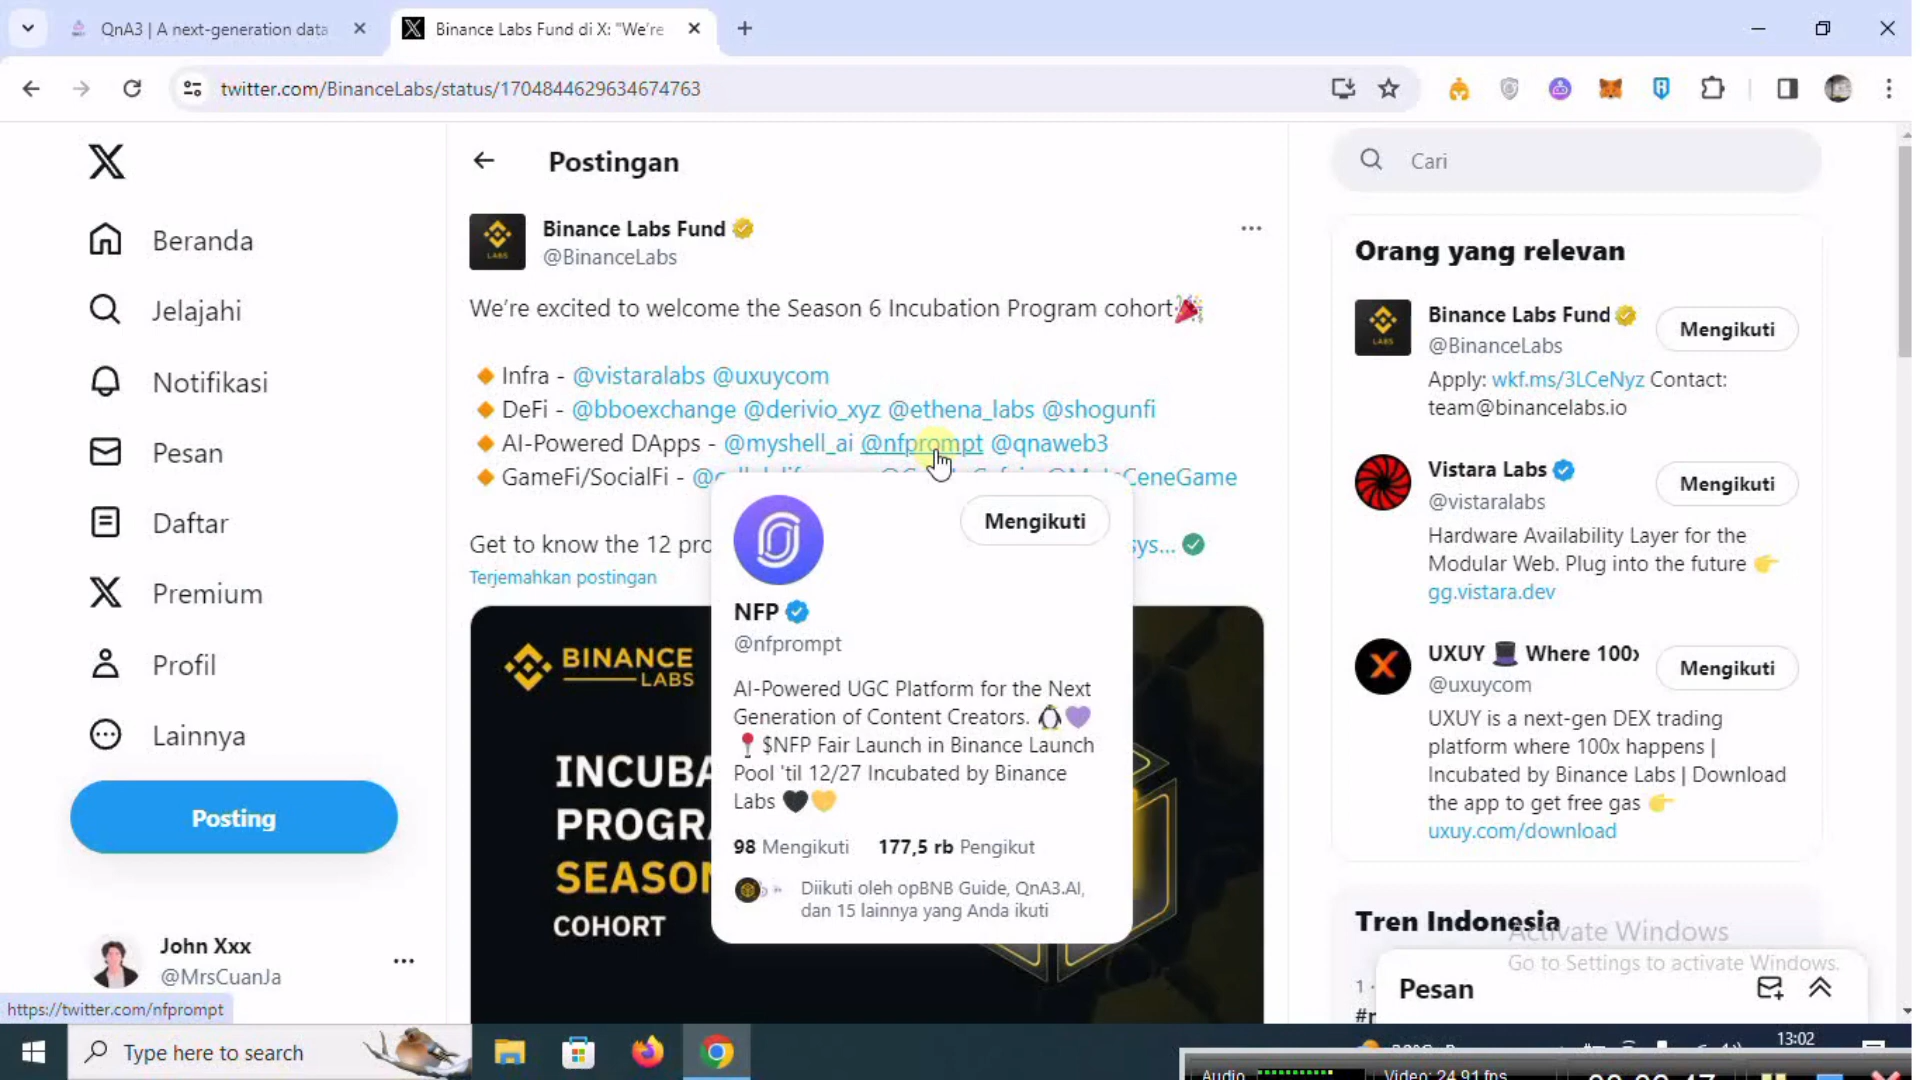 QnA3 | A next-generation data
Binance Labs Fund di X: "We're
twitter.com/BinanceLabs/status/1704844629634674763
Postingan
Cari
Beranda
Jelajahi
Notifikasi
Pesan
Daftar
Premium
Profil
Lainnya
Posting
John Xxx
@MrsCuanJa
https://twitter.com/nfprompt
Binance Labs Fund
@BinanceLabs
We're excited to welcome the Season 6 Incubation Program cohort🎉
🔸Infra - @vistaralabs @uxuycom
🔸DeFi - @bboexchange @derivio_xyz @ethena_labs @shogunfi
🔸AI-Powered DApps - @myshell_ai @nfprompt @qnaweb3
🔸GameFi/SocialFi -
CeneGame
Get to know the 12 pro
sys...
Terjemahkan postingan
BINANCE
LABS
INCUBA
PROGRA
SEASON
COHORT
Mengikuti
NFP
@nfprompt
AI-Powered UGC Platform for the Next
Generation of Content Creators. 🐧💜
📍$NFP Fair Launch in Binance Launch
Pool 'til 12/27 Incubated by Binance
Labs 🖤💛
98 Mengikuti 177,5 rb Pengikut
Diikuti oleh opBNB Guide, QnA3.AI,
dan 15 lainnya yang Anda ikuti
Orang yang relevan
Binance Labs Fund
@BinanceLabs
Mengikuti
Apply: wkf.ms/3LCeNyz Contact:
team@binancelabs.io
Vistara Labs
@vistaralabs
Mengikuti
Hardware Availability Layer for the
Modular Web. Plug into the future 👉
gg.vistara.dev
UXUY 🎩 Where 100x
@uxuycom
Mengikuti
UXUY is a next-gen DEX trading
platform where 100x happens |
Incubated by Binance Labs | Download
the app to get free gas 👉
uxuy.com/download
Tren Indonesia
Activate Windows
Go to Settings to activate Windows.
Pesan
Type here to search
13:02
Audio
Video: 24.91 fps